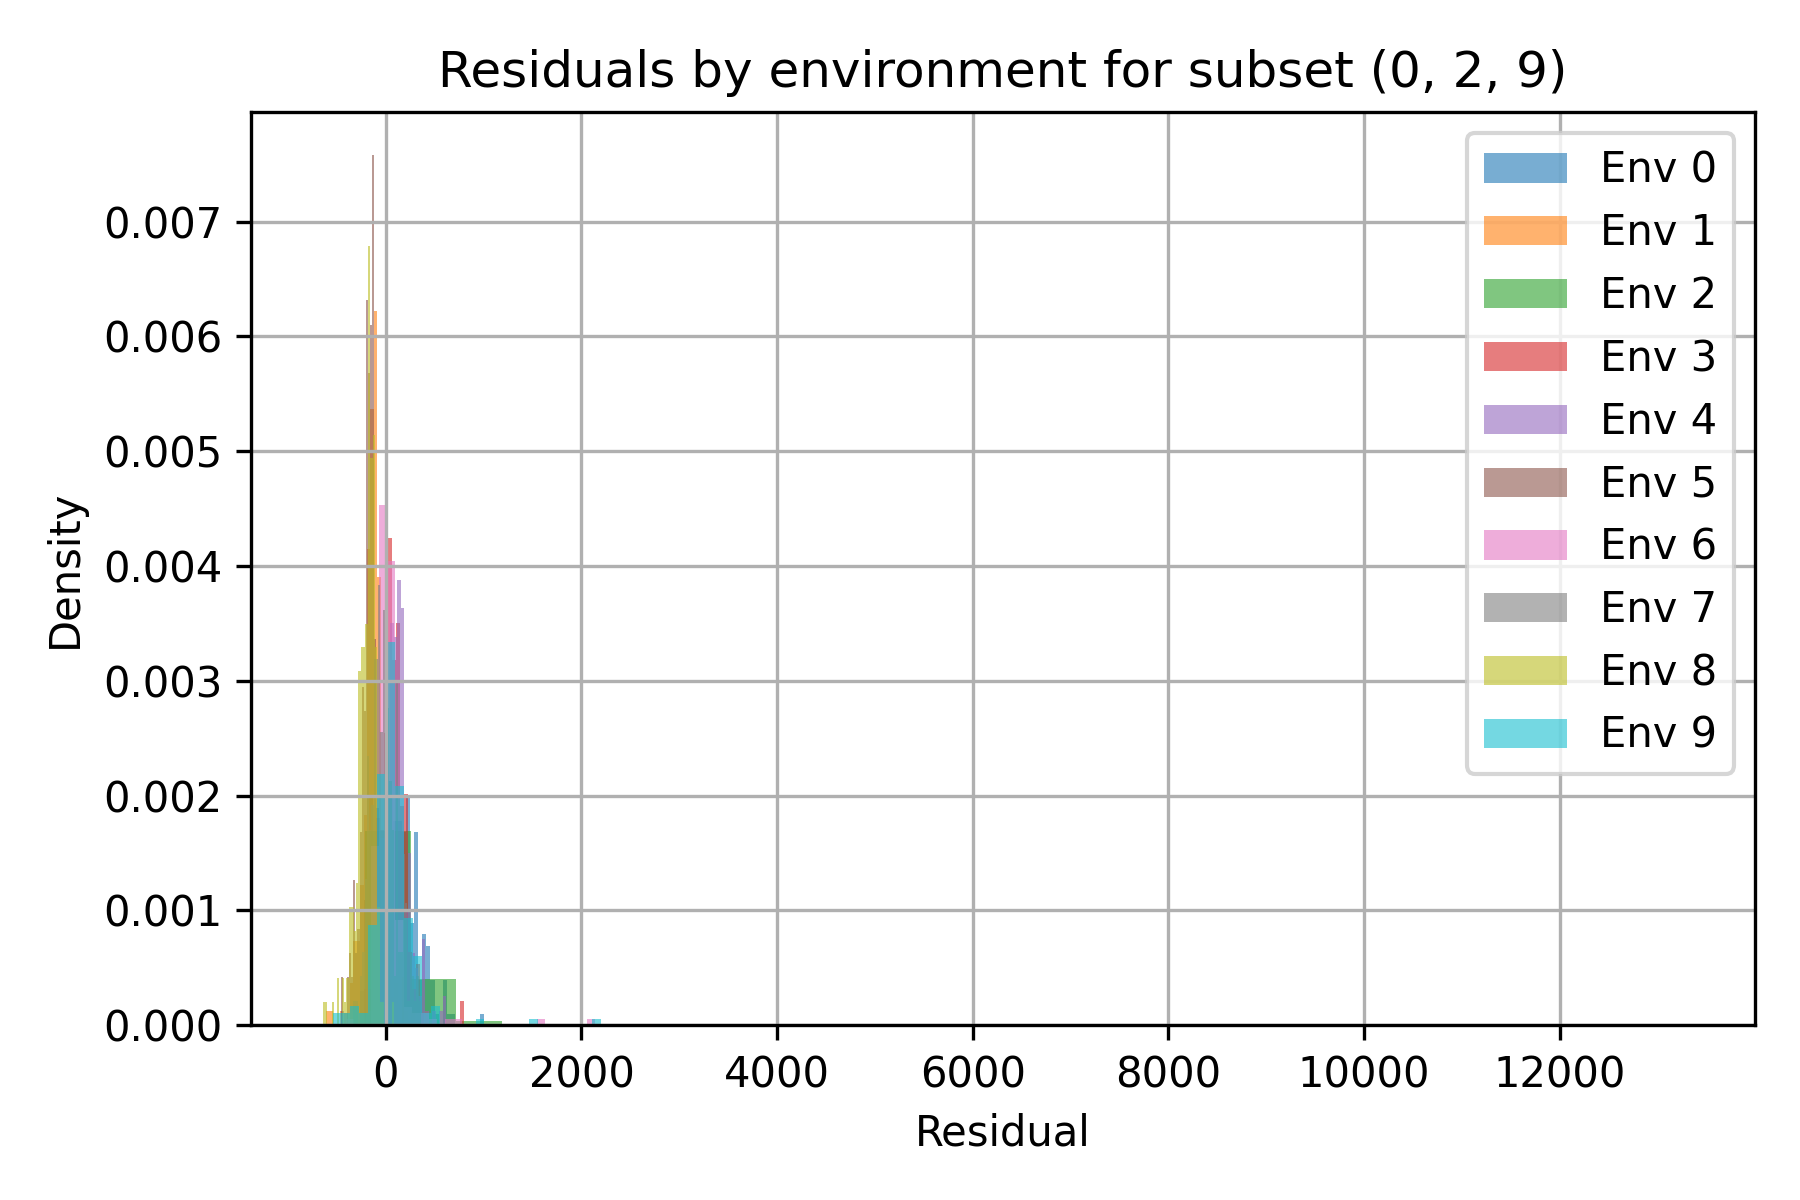 Residuals by environment for subset (0, 2, 9)
Density
0.007
0.006
0.005
0.004
0.003
0.002
0.001
0.000
0 2000 4000 6000 8000 10000 12000
Residual
Env 0
Env 1
Env 2
Env 3
Env 4
Env 5
Env 6
Env 7
Env 8
Env 9